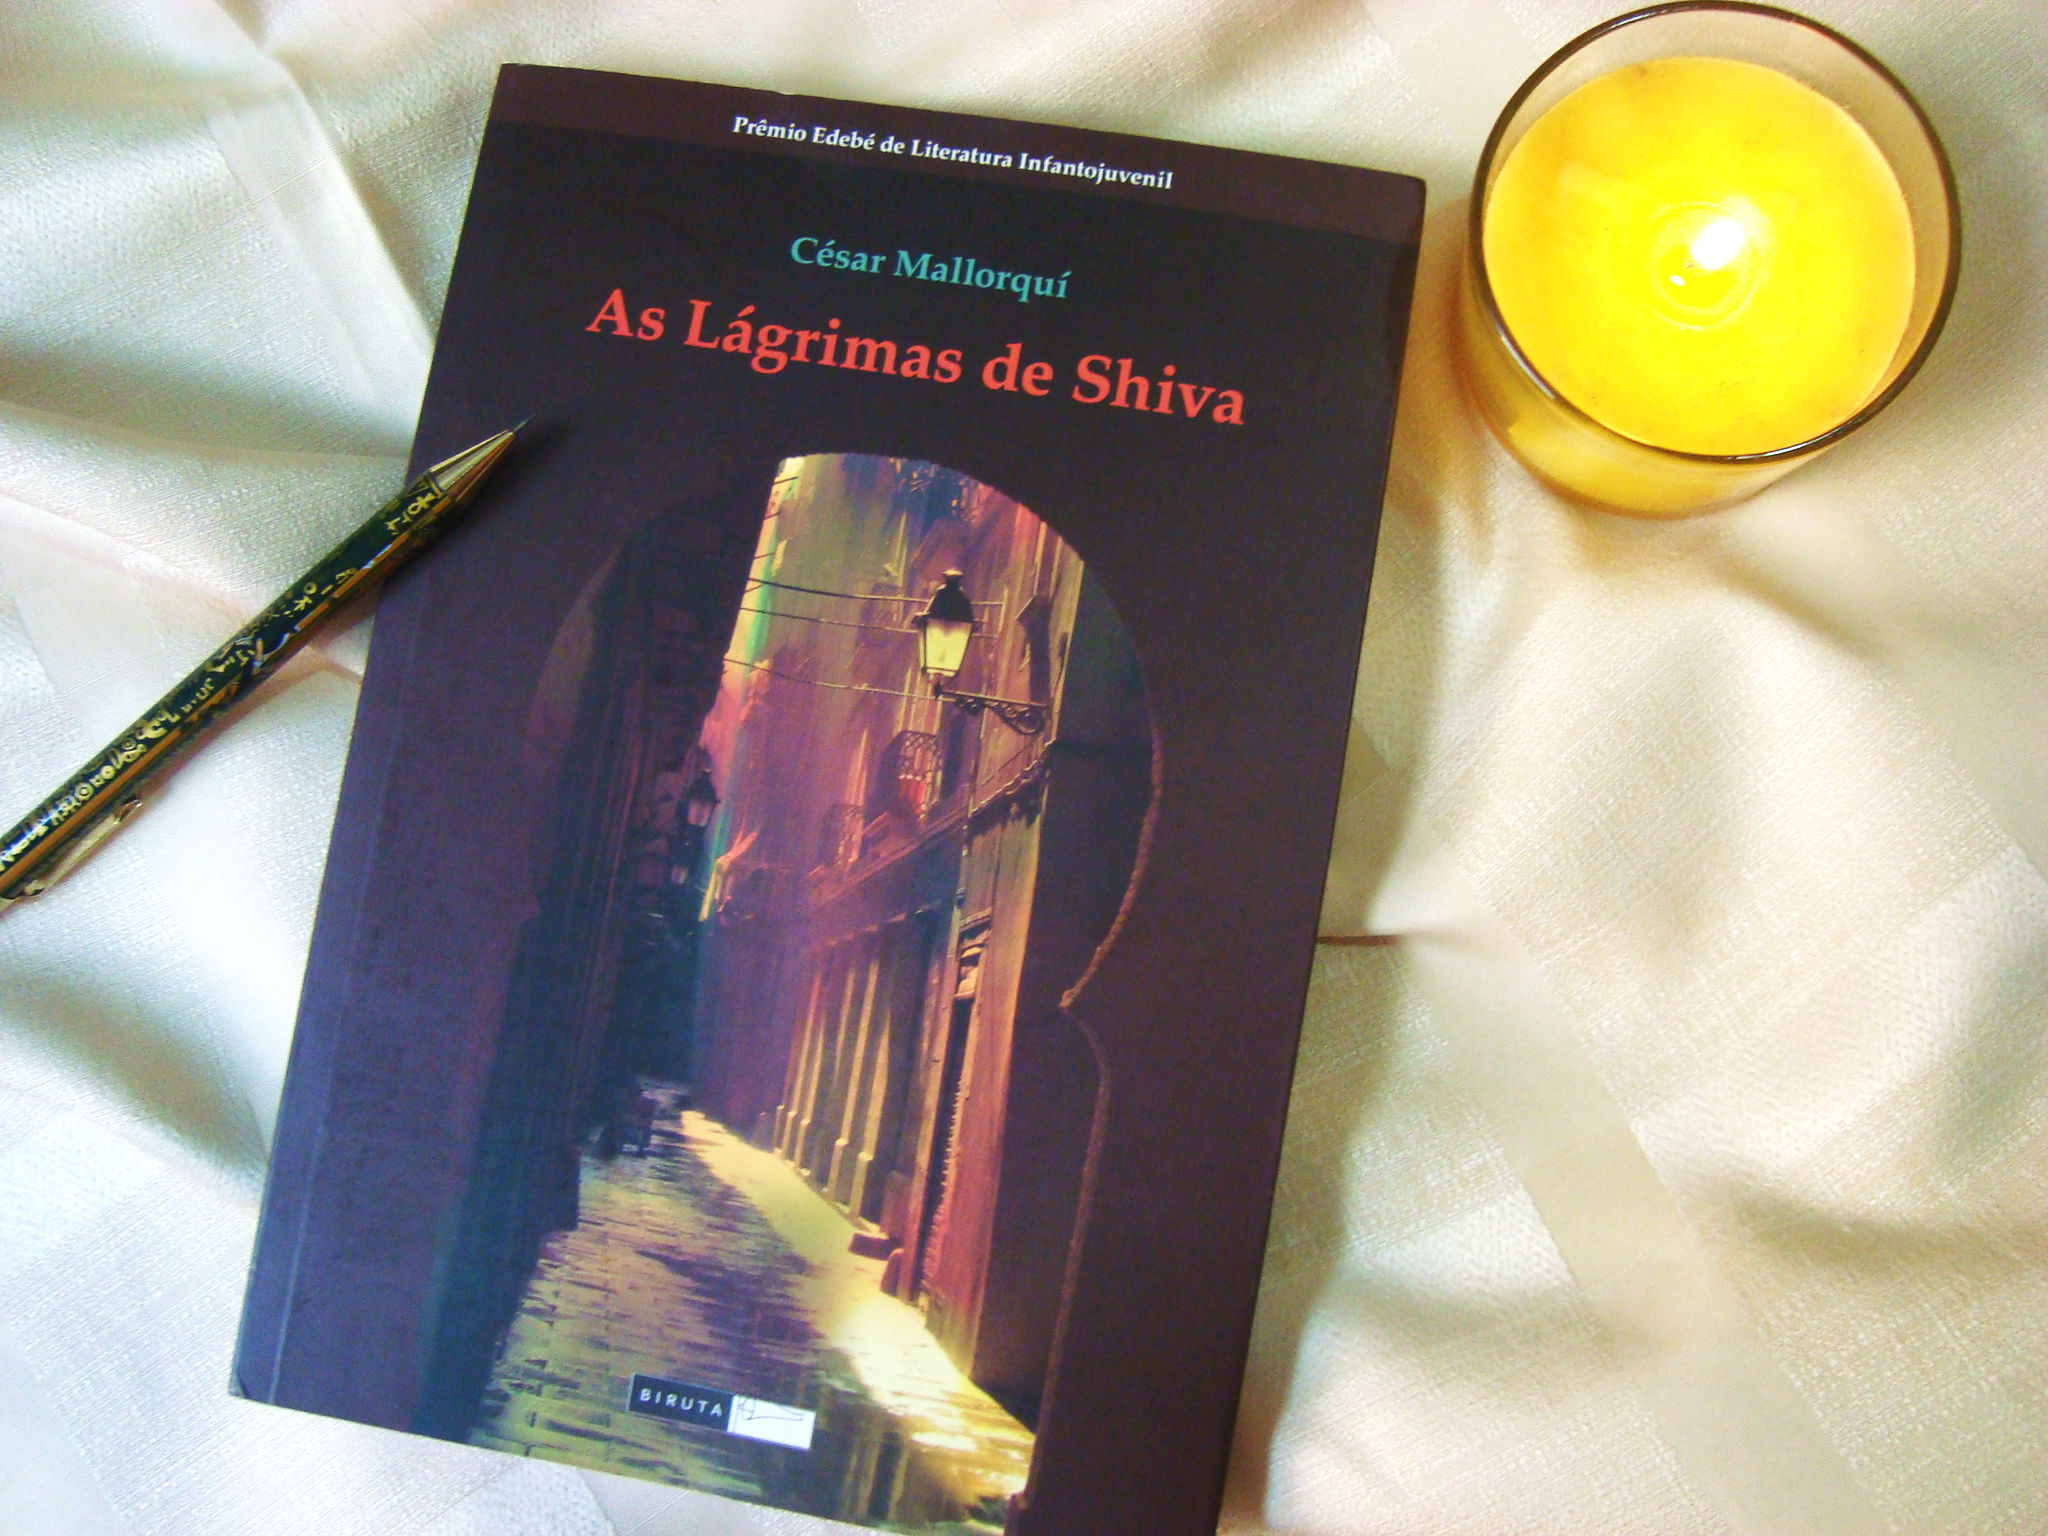 Prêmio Edebé de Literatura Infantojuvenil
César Mallorquí
As Lágrimas de Shiva
BIRUTA